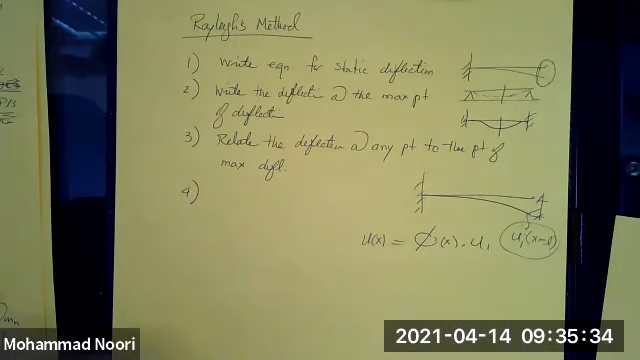 Rayleigh's Method
1) Write eqn for static deflection
2) Write the deflecti @ the max pt
of deflection
3) Relate the deflection @ any pt to the pt of
max defl.
4)
u(x) = ∅(x) . u₁
u₁(x=l)
Mohammad Noori
2021-04-14 09:35:34